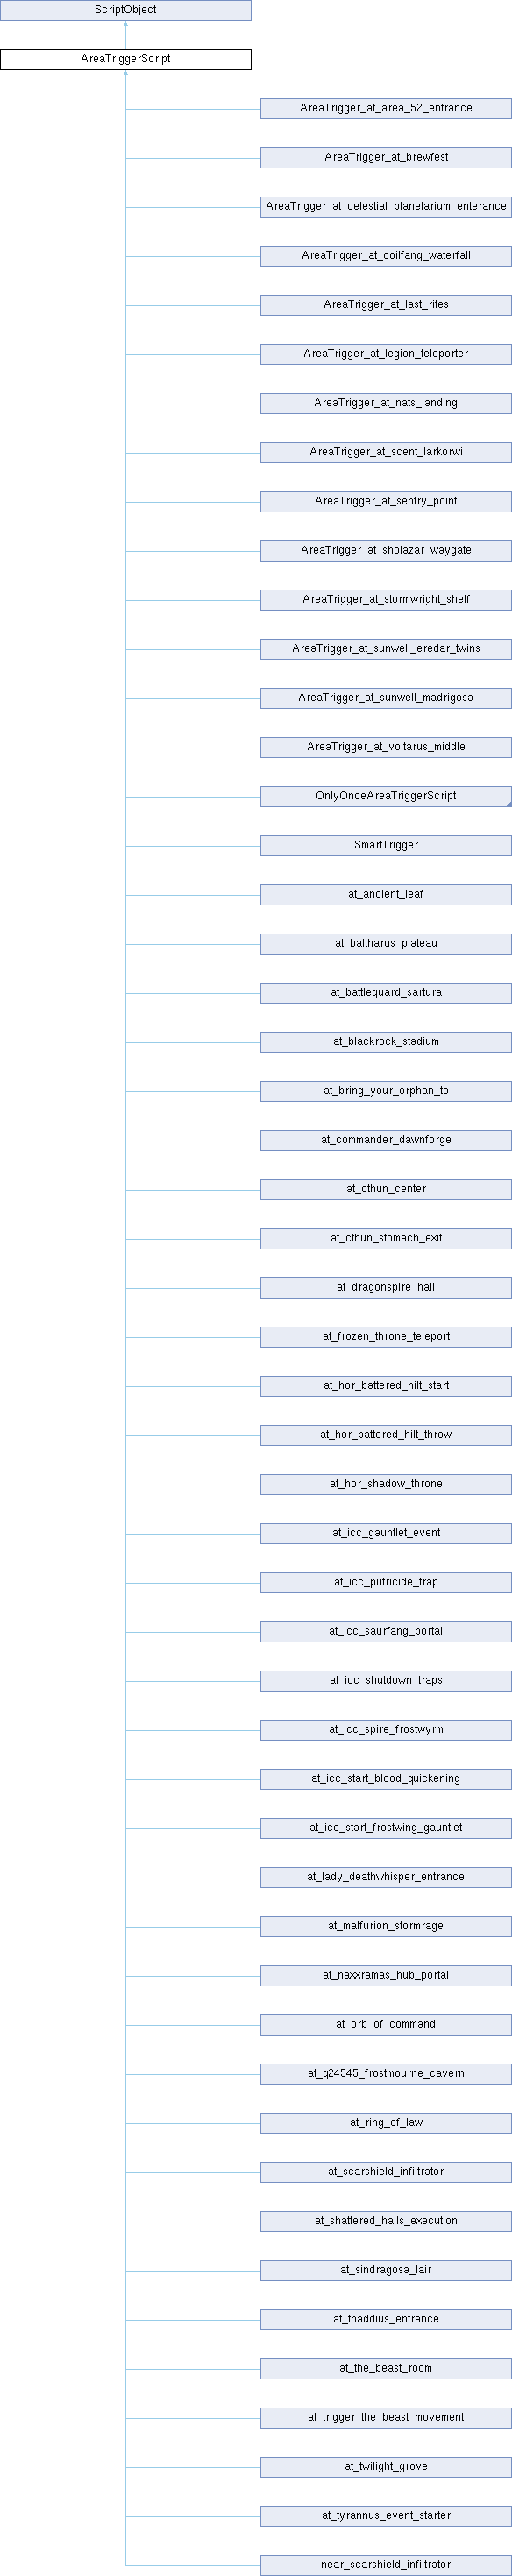 ScriptObject
AreaTriggerScript
AreaTrigger_at_area_52_entrance
AreaTrigger_at_brewfest
AreaTrigger_at_celestial_planetarium_enterance
AreaTrigger_at_coilfang_waterfall
AreaTrigger_at_last_rites
AreaTrigger_at_legion_teleporter
AreaTrigger_at_nats_landing
AreaTrigger_at_scent_larkorwi
AreaTrigger_at_sentry_point
AreaTrigger_at_sholazar_waygate
AreaTrigger_at_stormwright_shelf
AreaTrigger_at_sunwell_eredar_twins
AreaTrigger_at_sunwell_madrigosa
AreaTrigger_at_voltarus_middle
OnlyOnceAreaTriggerScript
SmartTrigger
at_ancient_leaf
at_baltharus_plateau
at_battleguard_sartura
at_blackrock_stadium
at_bring_your_orphan_to
at_commander_dawnforge
at_cthun_center
at_cthun_stomach_exit
at_dragonspire_hall
at_frozen_throne_teleport
at_hor_battered_hilt_start
at_hor_battered_hilt_throw
at_hor_shadow_throne
at_icc_gauntlet_event
at_icc_putricide_trap
at_icc_saurfang_portal
at_icc_shutdown_traps
at_icc_spire_frostwyrm
at_icc_start_blood_quickening
at_icc_start_frostwing_gauntlet
at_lady_deathwhisper_entrance
at_malfurion_stormrage
at_naxxramas_hub_portal
at_orb_of_command
at_q24545_frostmourne_cavern
at_ring_of_law
at_scarshield_infiltrator
at_shattered_halls_execution
at_sindragosa_lair
at_thaddius_entrance
at_the_beast_room
at_trigger_the_beast_movement
at_twilight_grove
at_tyrannus_event_starter
near_scarshield_infiltrator